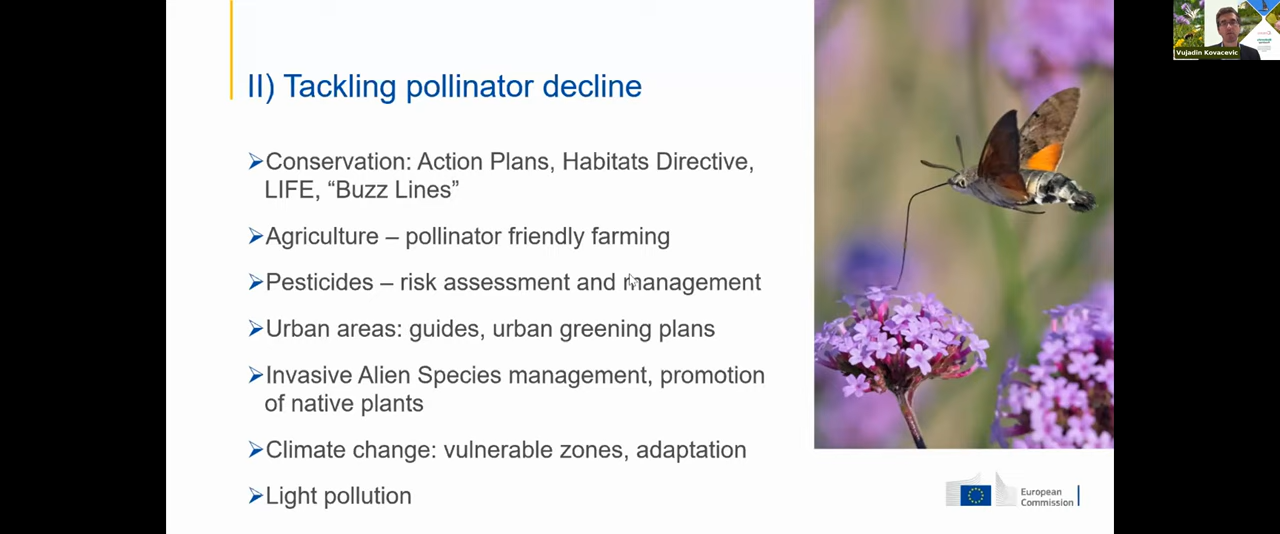 II) Tackling pollinator decline
➢Conservation: Action Plans, Habitats Directive,
LIFE, “Buzz Lines”
➢Agriculture – pollinator friendly farming
➢Pesticides – risk assessment and management
➢Urban areas: guides, urban greening plans
➢Invasive Alien Species management, promotion
of native plants
➢Climate change: vulnerable zones, adaptation
➢Light pollution
European
Commission
Vujadin Kovacevic